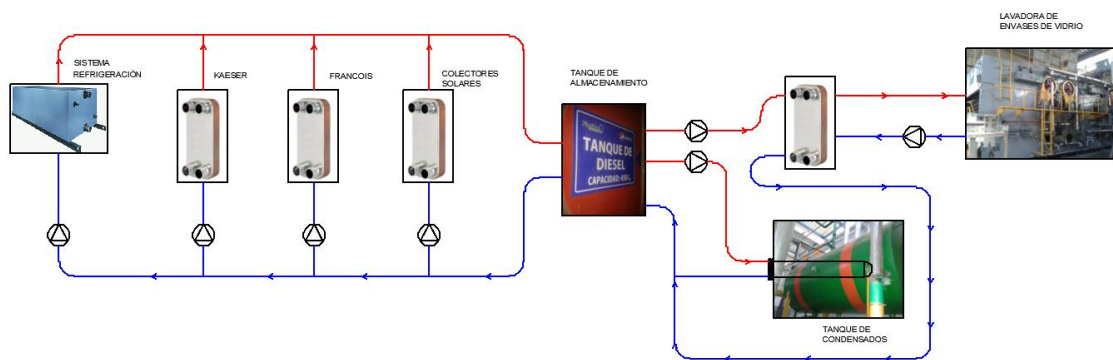 LAVADORA DE
ENVASES DE VIDRIO
SISTEMA
REFRIGERACIÓN
KAESER
FRANCOIS
COLECTORES
SOLARES
TANQUE DE
ALMACENAMIENTO
TANQUE DE
DIESEL
CAPACIDAD: 450 L
TANQUE DE
CONDENSADOS